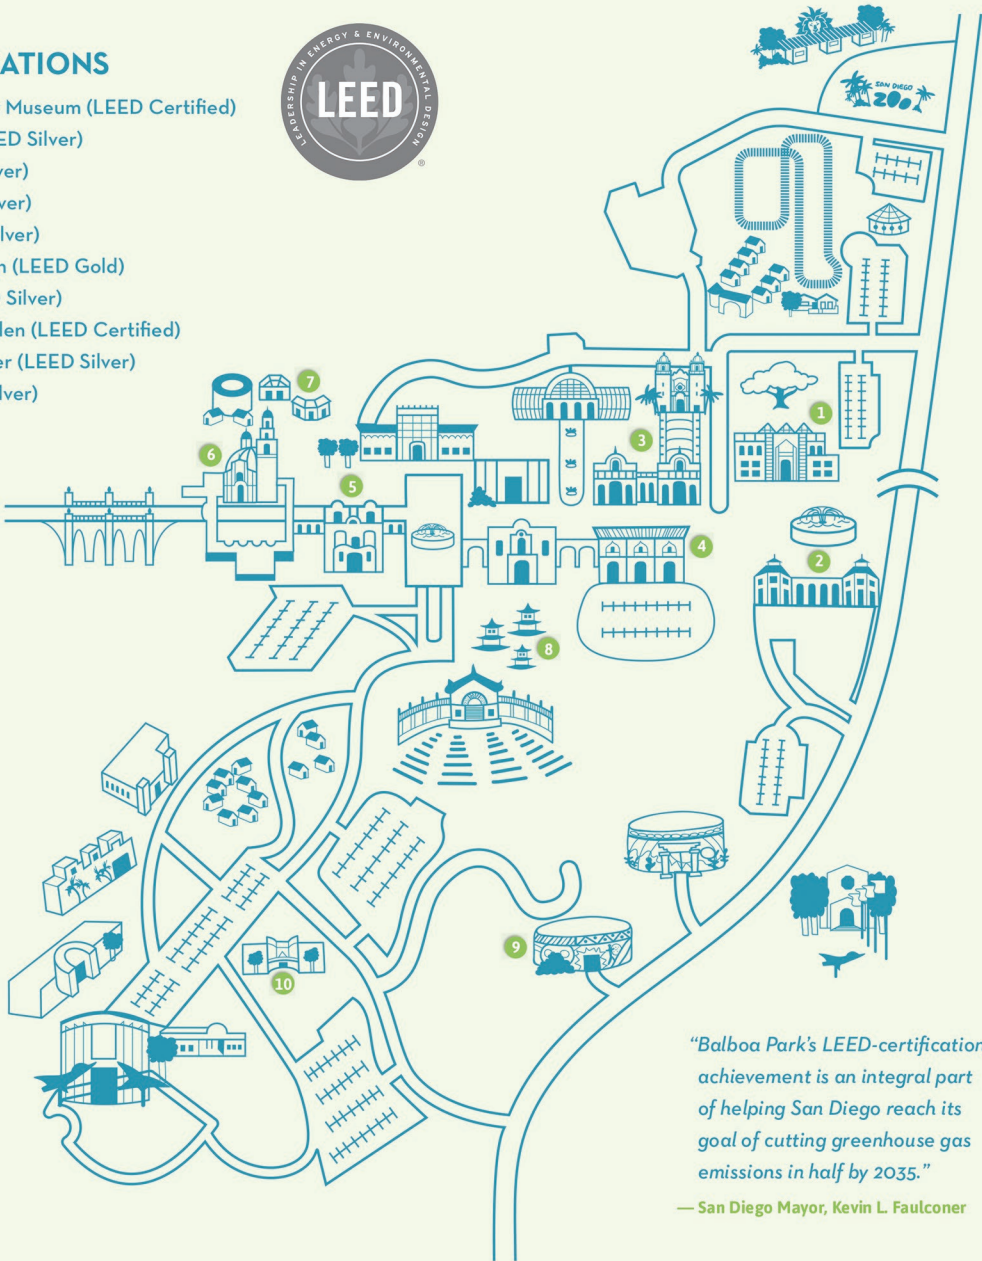 ATIONS
Museum (LEED Certified)
ED Silver)
ver)
ver)
ilver)
n (LEED Gold)
Silver)
den (LEED Certified)
er (LEED Silver)
lver)
LEADERSHIP IN ENERGY & ENVIRONMENTAL DESIGN
LEED
®
SAN DIEGO
ZOO
1
2
3
4
5
6
7
8
9
10
“Balboa Park’s LEED-certification
achievement is an integral part
of helping San Diego reach its
goal of cutting greenhouse gas
emissions in half by 2035.”
— San Diego Mayor, Kevin L. Faulconer